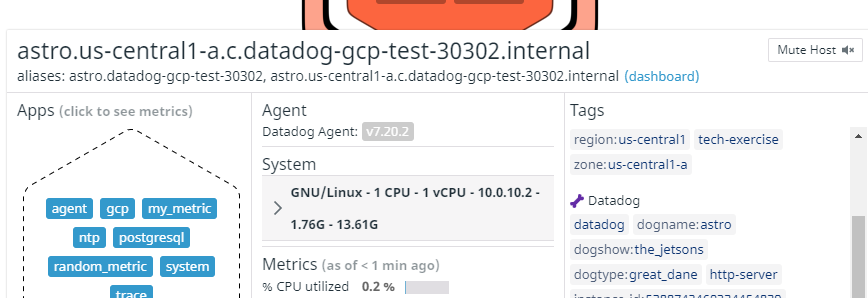 astro.us-central1-a.c.datadog-gcp-test-30302.internal
Mute Host
aliases: astro.datadog-gcp-test-30302, astro.us-central1-a.c.datadog-gcp-test-30302.internal (dashboard)
Apps (click to see metrics)
agent gcp my_metric
ntp postgresql
random_metric system
trace
Agent
Datadog Agent: v7.20.2
System
GNU/Linux - 1 CPU - 1 vCPU - 10.0.10.2 -
1.76G - 13.61G
Metrics (as of < 1 min ago)
% CPU utilized 0.2 %
Tags
region:us-central1 tech-exercise
zone:us-central1-a
Datadog
datadog dogname:astro
dogshow:the_jetsons
dogtype:great_dane http-server